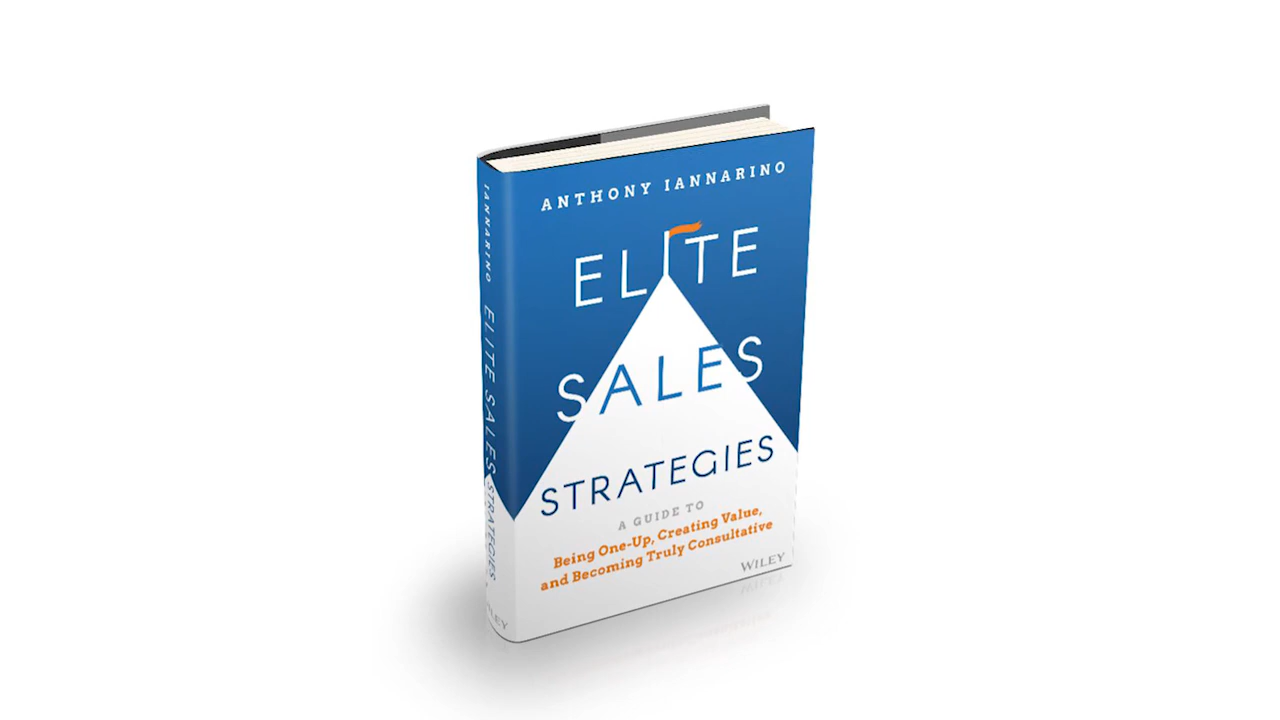 ANTHONY IANNARINO
ELITE
SALES
STRATEGIES
A GUIDE TO
Being One-Up, Creating Value,
and Becoming Truly Consultative
WILEY
IANNARINO ELITE SALES STRATEGIES